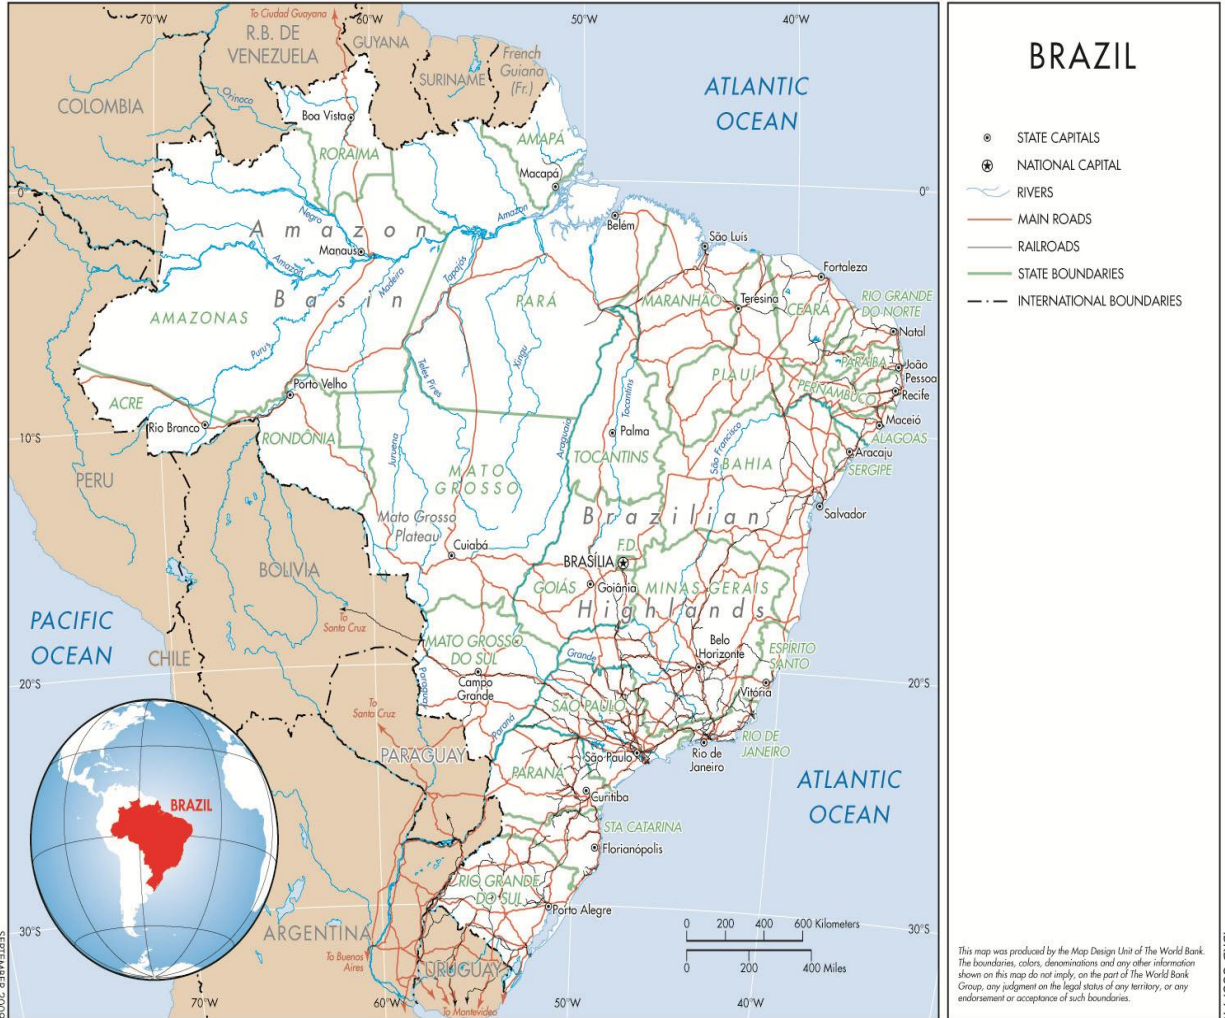 70°W
To Ciudad Guayana
60°W
50°W
40°W
R.B. DE
VENEZUELA
GUYANA
SURINAME
French
Guiana
(Fr.)
COLOMBIA
Orinoco
Boa Vista
RORAIMA
AMAPÁ
Macapá
ATLANTIC
OCEAN
0°
0°
Negro
Amazon
Amazon
Belém
São Luís
Manaus
Amazon
Madeira
Tapajós
Fortaleza
Basin
PARÁ
MARANHÃO
Teresina
CEARÁ
RIO GRANDE
DO NORTE
AMAZONAS
Natal
Purus
Teles Pires
Xingu
PARAÍBA
João
Pessoa
PIAUÍ
PERNAMBUCO
Recife
Porto Velho
Tocantins
ACRE
Rio Branco
RONDÔNIA
Juruena
Araguaia
Palma
São Francisco
Maceió
ALAGOAS
10°S
10°S
TOCANTINS
BAHIA
Aracaju
SERGIPE
PERU
MATO
GROSSO
Mato Grosso
Plateau
Brazilian
Salvador
Cuiabá
F.D.
BRASÍLIA
BOLIVIA
GOIÁS
Goiânia
MINAS GERAIS
Highlands
PACIFIC
OCEAN
To
Santa Cruz
MATO GROSSO
DO SUL
Belo
Horizonte
ESPÍRITO
SANTO
CHILE
Grande
20°S
20°S
Paraguay
Campo
Grande
Vitória
To
Santa Cruz
SÃO PAULO
Paraná
RIO DE
JANEIRO
PARAGUAY
São Paulo
Rio de
Janeiro
PARANÁ
ATLANTIC
OCEAN
Curitiba
BRAZIL
STA CATARINA
Florianópolis
RIO GRANDE
DO SUL
Porto Alegre
30°S
30°S
ARGENTINA
To Buenos
Aires
URUGUAY
0 200 400 600 Kilometers
0 200 400 Miles
70°W
60°W
To Montevideo
50°W
40°W
SEPTEMBER 2009
BRAZIL
STATE CAPITALS
NATIONAL CAPITAL
RIVERS
MAIN ROADS
RAILROADS
STATE BOUNDARIES
INTERNATIONAL BOUNDARIES
This map was produced by the Map Design Unit of The World Bank.
The boundaries, colors, denominations and any other information
shown on this map do not imply, on the part of The World Bank
Group, any judgment on the legal status of any territory, or any
endorsement or acceptance of such boundaries.